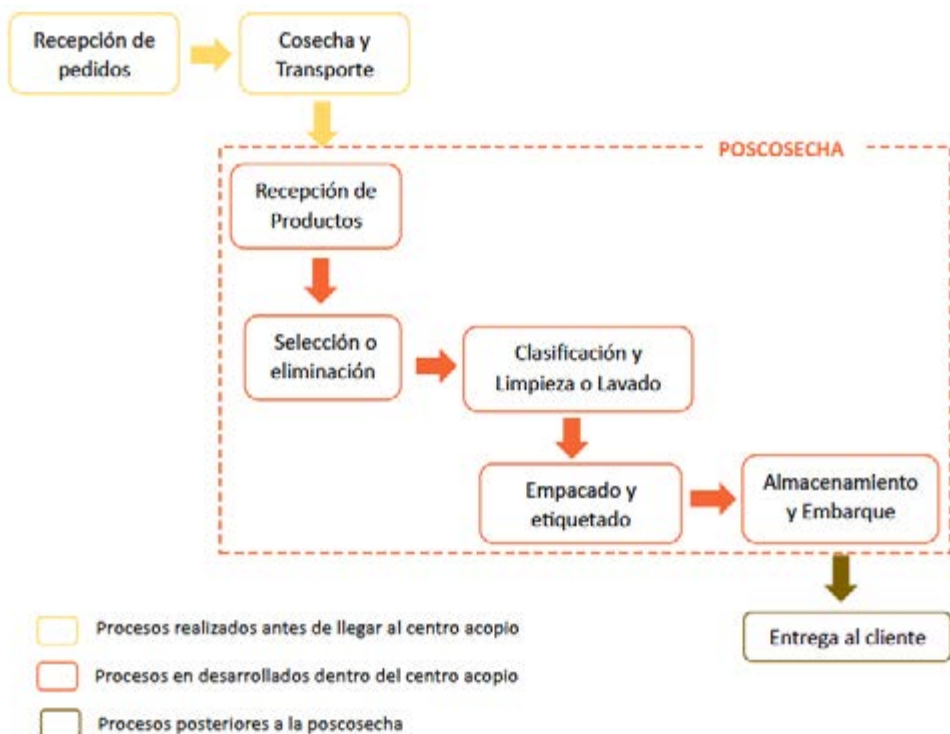 Recepción de
pedidos
Cosecha y
Transporte
POSCOSECHA
Recepción de
Productos
Selección o
eliminación
Clasificación y
Limpieza o Lavado
Empacado y
etiquetado
Almacenamiento
y Embarque
Entrega al cliente
Procesos realizados antes de llegar al centro acopio
Procesos en desarrollados dentro del centro acopio
Procesos posteriores a la poscosecha